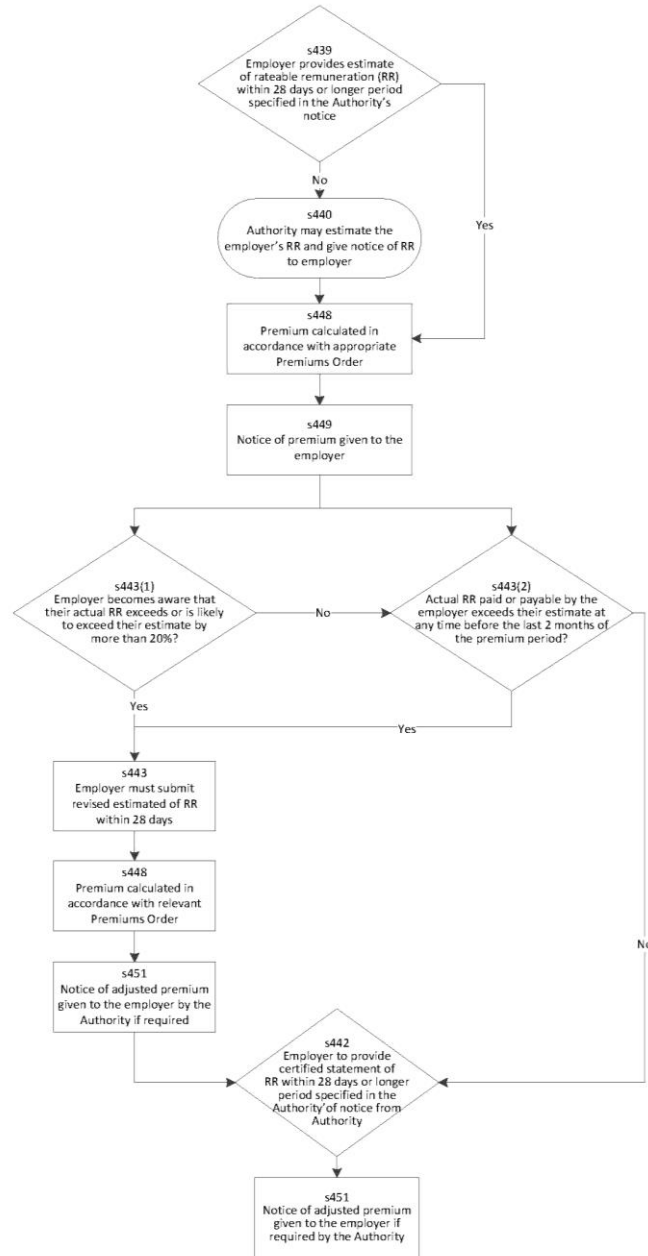 s439
Employer provides estimate
of rateable remuneration (RR)
within 28 days or longer period
specified in the Authority's
notice
No
Yes
s440
Authority may estimate the
employer's RR and give notice of RR
to employer
s448
Premium calculated in
accordance with appropriate
Premiums Order
s449
Notice of premium given to the
employer
s443(1)
Employer becomes aware that
their actual RR exceeds or is likely
to exceed their estimate by
more than 20%?
No
s443(2)
Actual RR paid or payable by the
employer exceeds their estimate at
any time before the last 2 months of
the premium period?
Yes
Yes
s443
Employer must submit
revised estimated of RR
within 28 days
s448
Premium calculated in
accordance with relevant
Premiums Order
No
s451
Notice of adjusted premium
given to the employer by the
Authority if required
s442
Employer to provide
certified statement of
RR within 28 days or longer
period specified in the
Authority'of notice from
Authority
s451
Notice of adjusted premium
given to the employer if
required by the Authority